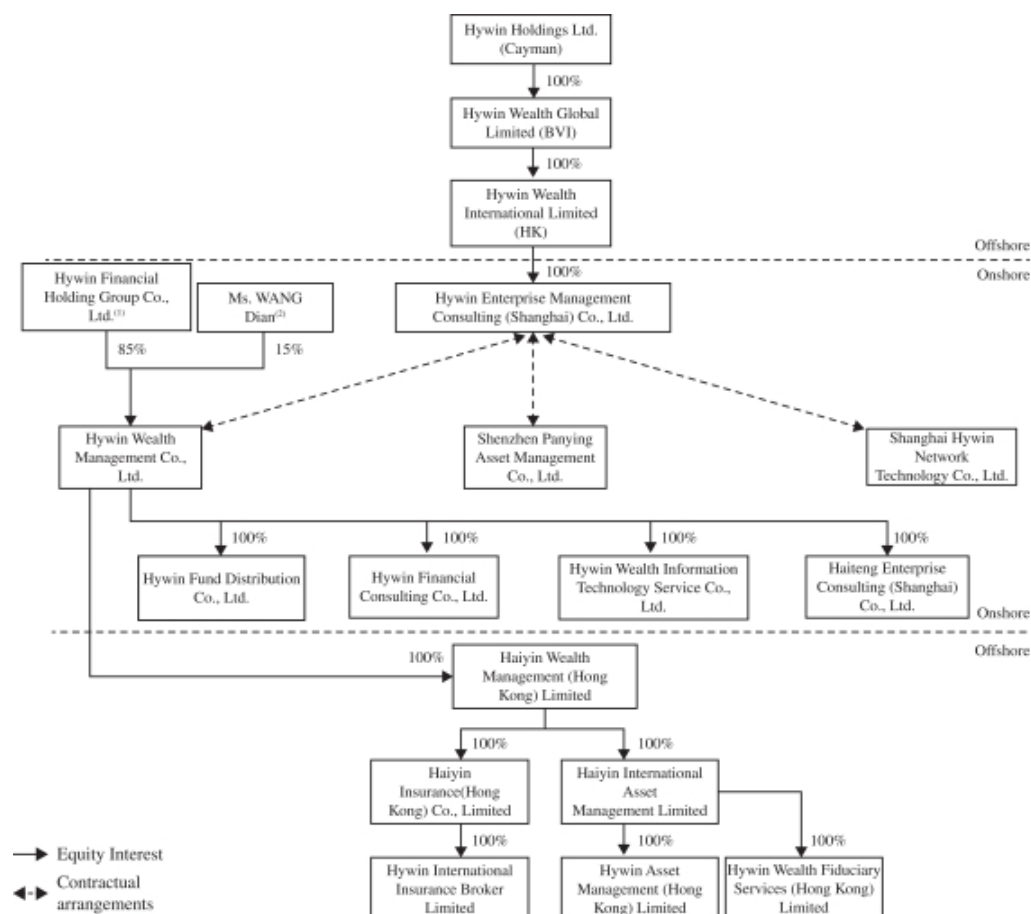 Hywin Holdings Ltd.
(Cayman)
100%
Hywin Wealth Global
Limited (BVI)
100%
Hywin Wealth
International Limited
(HK)
Offshore
Onshore
100%
Hywin Financial
Holding Group Co.,
Ltd.(1)
Ms. WANG
Dian(2)
Hywin Enterprise Management
Consulting (Shanghai) Co., Ltd.
85%
15%
Hywin Wealth
Management Co.,
Ltd.
Shenzhen Panying
Asset Management
Co., Ltd.
Shanghai Hywin
Network
Technology Co., Ltd.
100%
100%
100%
100%
Hywin Fund Distribution
Co., Ltd.
Hywin Financial
Consulting Co., Ltd.
Hywin Wealth Information
Technology Service Co.,
Ltd.
Haiteng Enterprise
Consulting (Shanghai)
Co., Ltd.
Onshore
Offshore
100%
Haiyin Wealth
Management (Hong
Kong) Limited
100%
100%
Haiyin
Insurance(Hong
Kong) Co., Limited
Haiyin International
Asset
Management Limited
100%
100%
100%
Hywin International
Insurance Broker
Limited
Hywin Asset
Management (Hong
Kong) Limited
Hywin Wealth Fiduciary
Services (Hong Kong)
Limited
Equity Interest
Contractual
arrangements